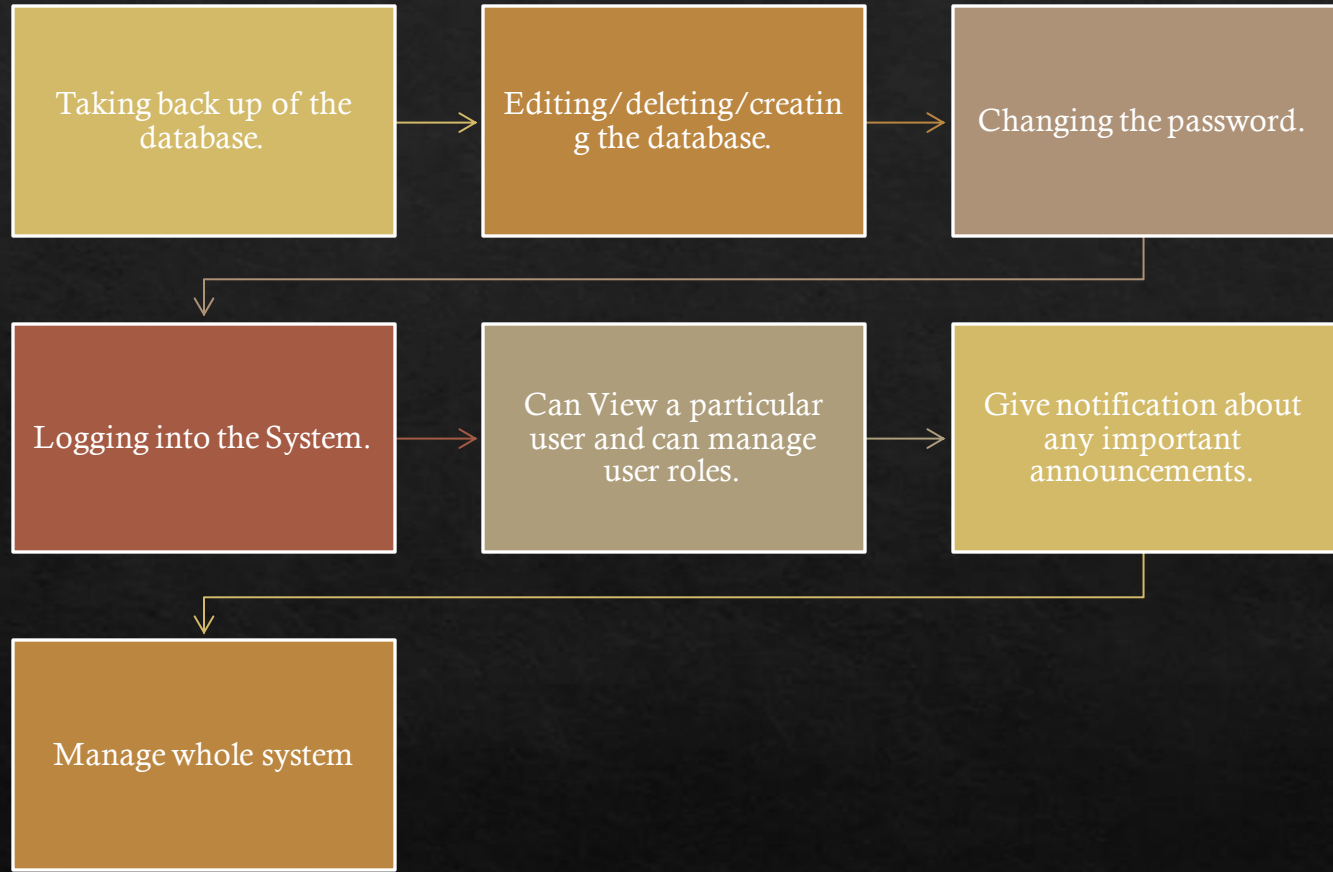 Taking back up of the
database.
Editing/deleting/creatin
g the database.
Changing the password.
Logging into the System.
Can View a particular
user and can manage
user roles.
Give notification about
any important
announcements.
Manage whole system